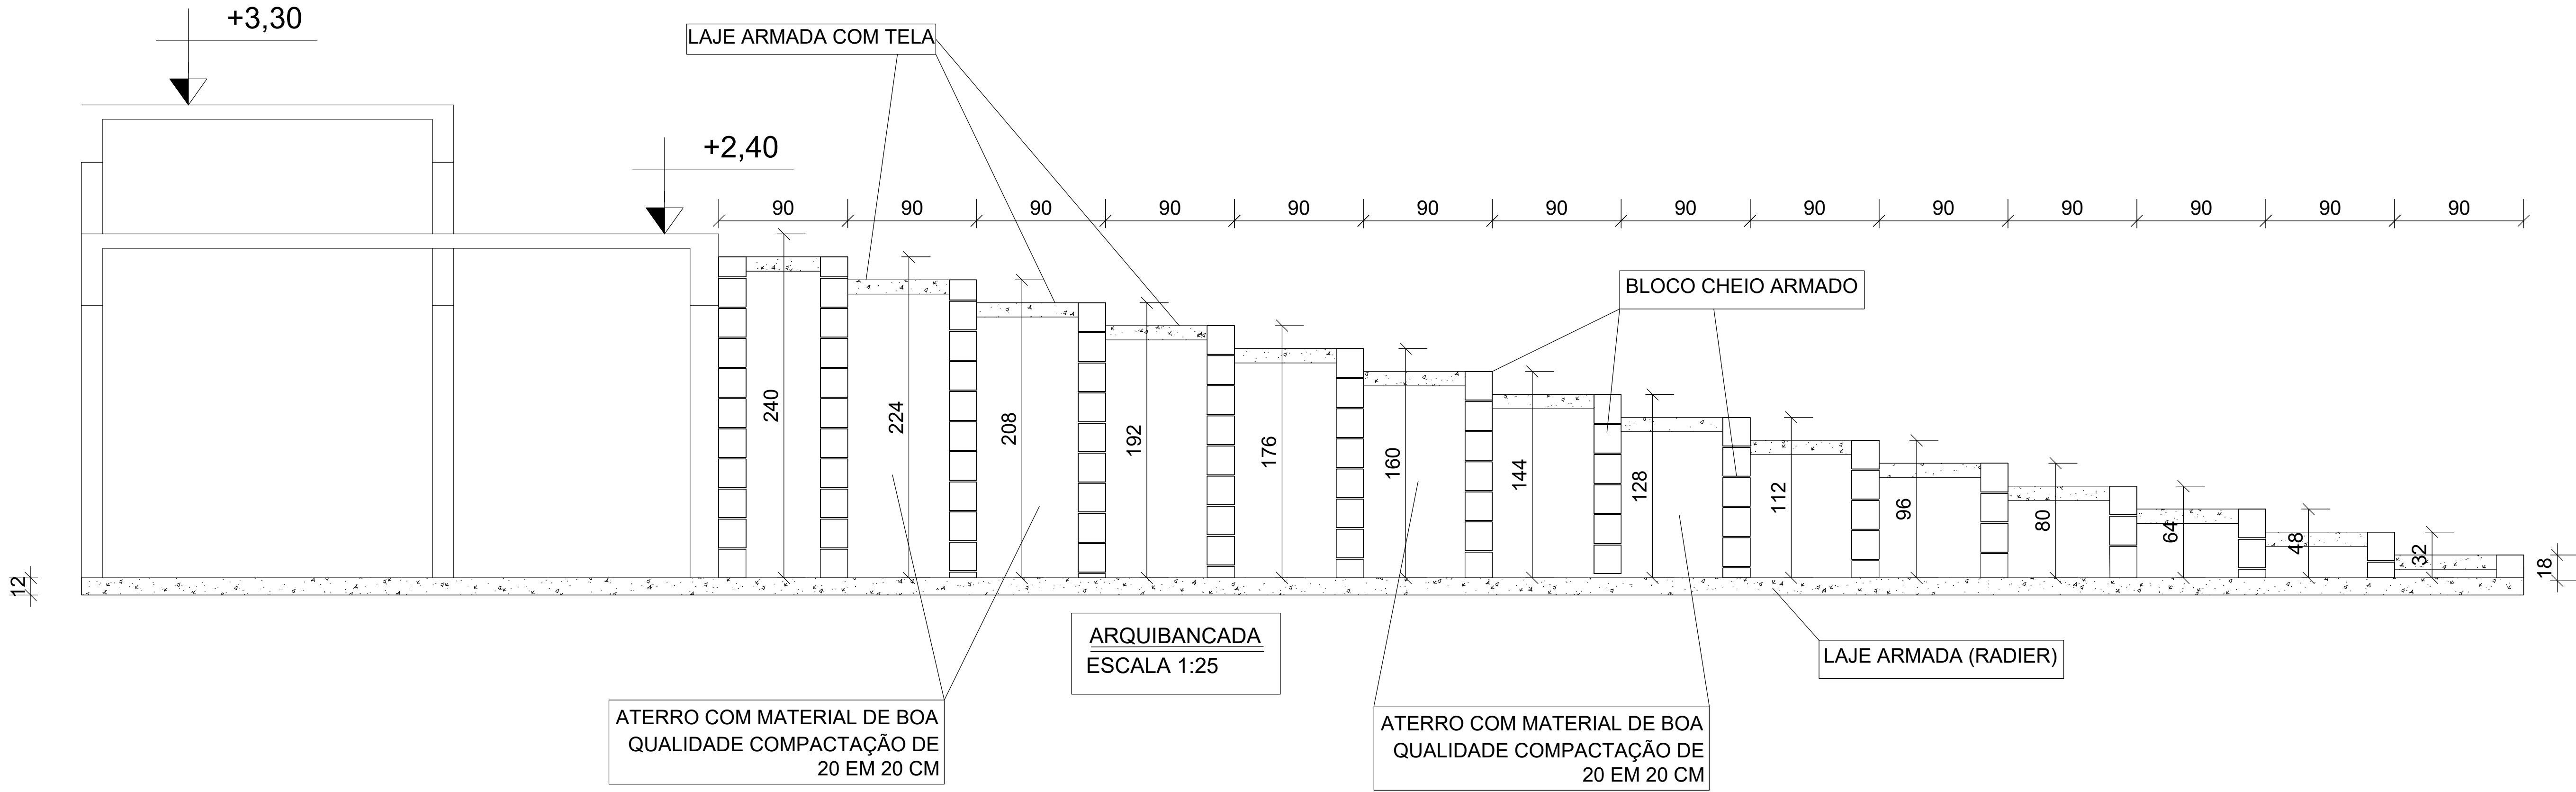 +3,30
LAJE ARMADA COM TELA
+2,40
90 90 90 90 90 90 90 90 90 90 90 90 90 90
BLOCO CHEIO ARMADO
240
224
208
192
176
160
144
128
112
96
80
64
48
32
18
12
ARQUIBANCADA
ESCALA 1:25
LAJE ARMADA (RADIER)
ATERRO COM MATERIAL DE BOA
QUALIDADE COMPACTAÇÃO DE
20 EM 20 CM
ATERRO COM MATERIAL DE BOA
QUALIDADE COMPACTAÇÃO DE
20 EM 20 CM